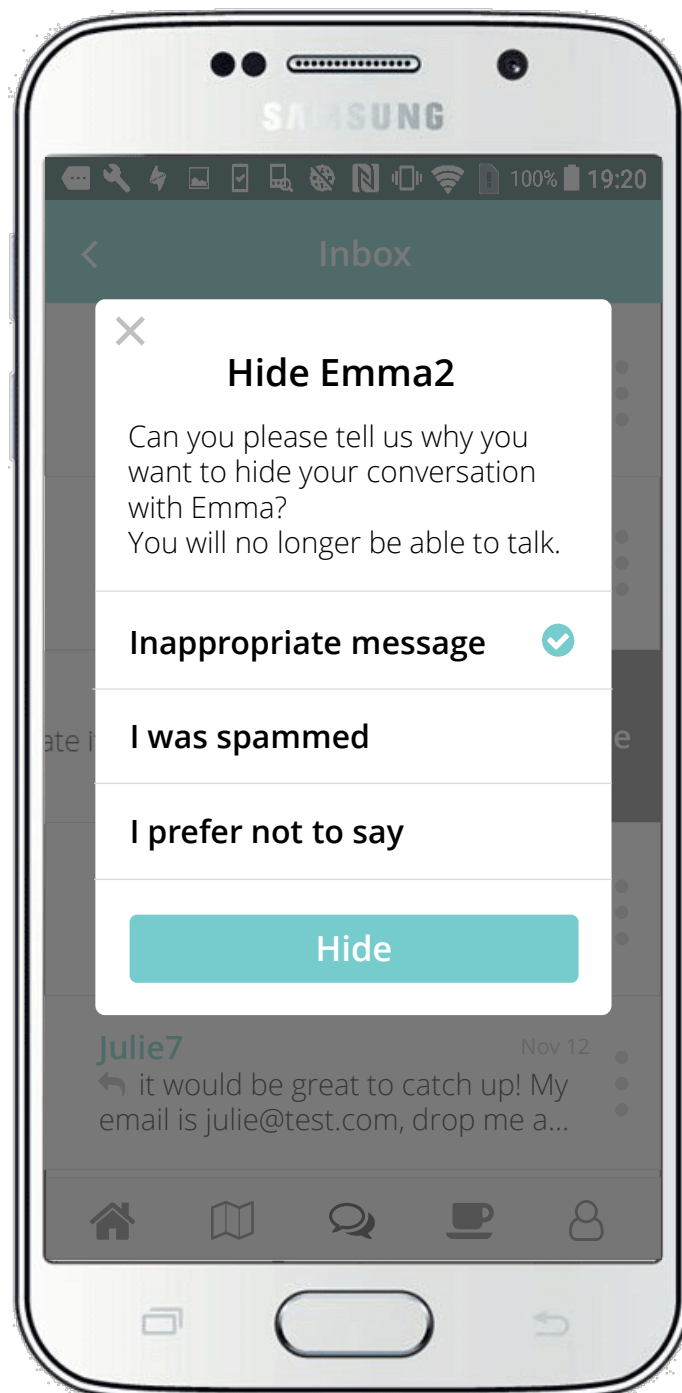 SAMSUNG
100% 19:20
Inbox
Hide Emma2
Can you please tell us why you
want to hide your conversation
with Emma?
You will no longer be able to talk.
Inappropriate message
I was spammed
ate i
e
I prefer not to say
Hide
Julie7
Nov 12
it would be great to catch up! My
email is julie@test.com, drop me a...